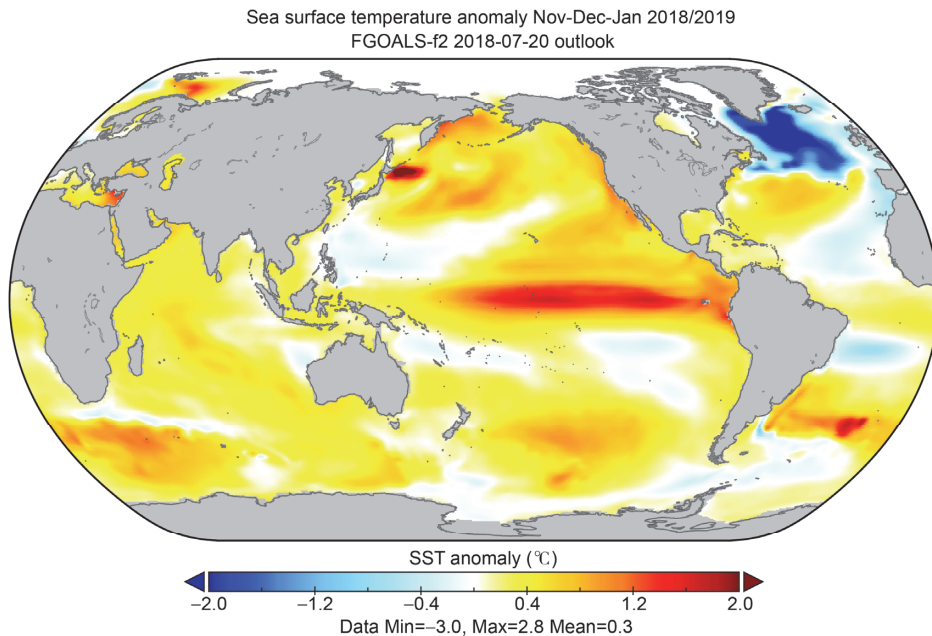 Sea surface temperature anomaly Nov-Dec-Jan 2018/2019
FGOALS-f2 2018-07-20 outlook
SST anomaly (℃)
−2.0 −1.2 −0.4 0.4 1.2 2.0
Data Min=−3.0, Max=2.8 Mean=0.3